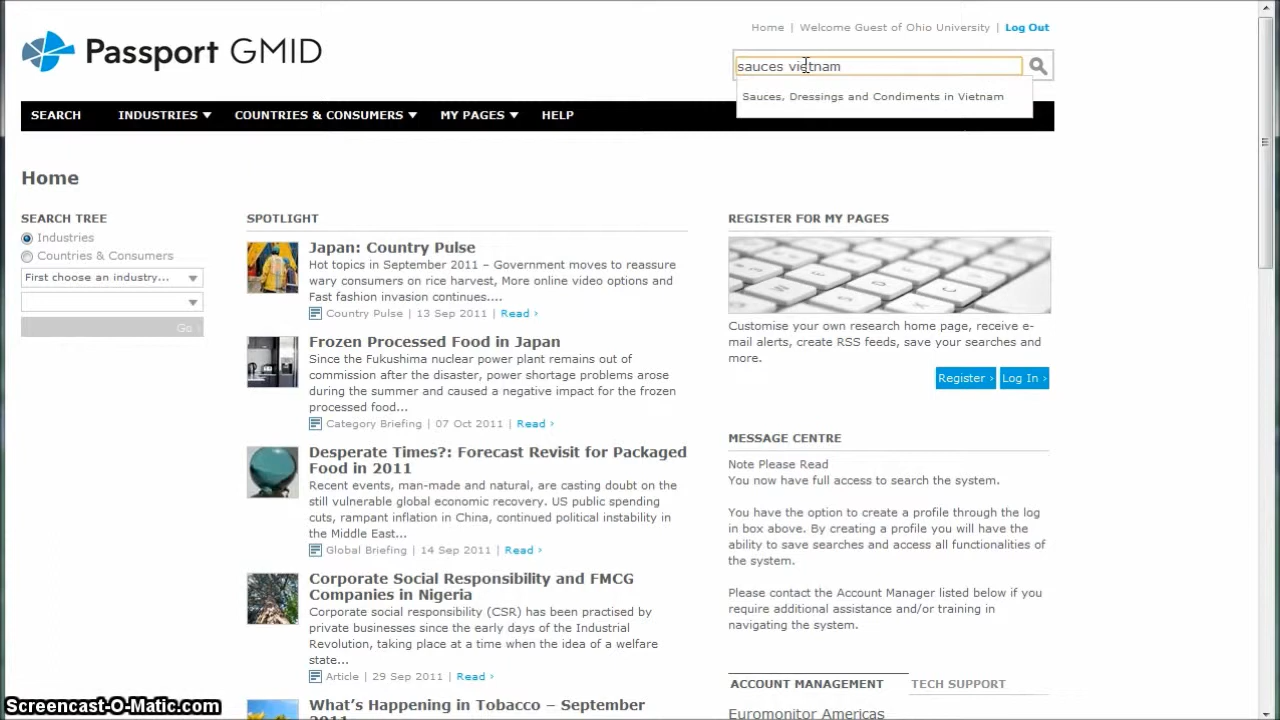 Home | Welcome Guest of Ohio University | Log Out
Passport GMID
sauces vietnam
Sauces, Dressings and Condiments in Vietnam
SEARCH INDUSTRIES COUNTRIES & CONSUMERS MY PAGES HELP
Home
SEARCH TREE
Industries
Countries & Consumers
First choose an industry...
Go ›
SPOTLIGHT
Japan: Country Pulse
Hot topics in September 2011 – Government moves to reassure
wary consumers on rice harvest, More online video options and
Fast fashion invasion continues....
Country Pulse | 13 Sep 2011 | Read ›
Frozen Processed Food in Japan
Since the Fukushima nuclear power plant remains out of
commission after the disaster, power shortage problems arose
during the summer and caused a negative impact for the frozen
processed food...
Category Briefing | 07 Oct 2011 | Read ›
Desperate Times?: Forecast Revisit for Packaged
Food in 2011
Recent events, man-made and natural, are casting doubt on the
still vulnerable global economic recovery. US public spending
cuts, rampant inflation in China, continued political instability in
the Middle East...
Global Briefing | 14 Sep 2011 | Read ›
Corporate Social Responsibility and FMCG
Companies in Nigeria
Corporate social responsibility (CSR) has been practised by
private businesses since the early days of the Industrial
Revolution, taking place at a time when the idea of a welfare
state...
Article | 29 Sep 2011 | Read ›
What's Happening in Tobacco – September
2011
REGISTER FOR MY PAGES
Customise your own research home page, receive e-
mail alerts, create RSS feeds, save your searches and
more.
Register › Log In ›
MESSAGE CENTRE
Note Please Read
You now have full access to search the system.
You have the option to create a profile through the log
in box above. By creating a profile you will have the
ability to save searches and access all functionalities of
the system.
Please contact the Account Manager listed below if you
require additional assistance and/or training in
navigating the system.
ACCOUNT MANAGEMENT TECH SUPPORT
Euromonitor Americas
Screencast-O-Matic.com